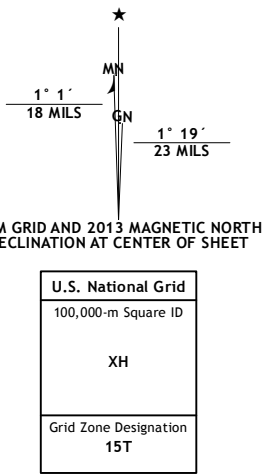 ★
MN
GN
1° 1´
18 MILS
1° 19´
23 MILS
M GRID AND 2013 MAGNETIC NORTH
ECLINATION AT CENTER OF SHEET
U.S. National Grid
100,000-m Square ID
XH
Grid Zone Designation
15T